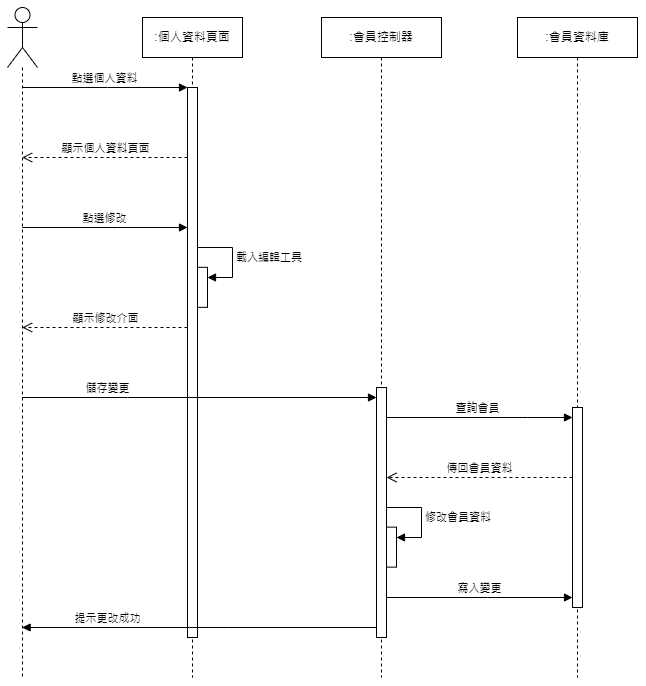 :個人資料頁面
:會員控制器
:會員資料庫
點選個人資料
顯示個人資料頁面
點選修改
載入編輯工具
顯示修改介面
儲存變更
查詢會員
傳回會員資料
修改會員資料
寫入變更
提示更改成功